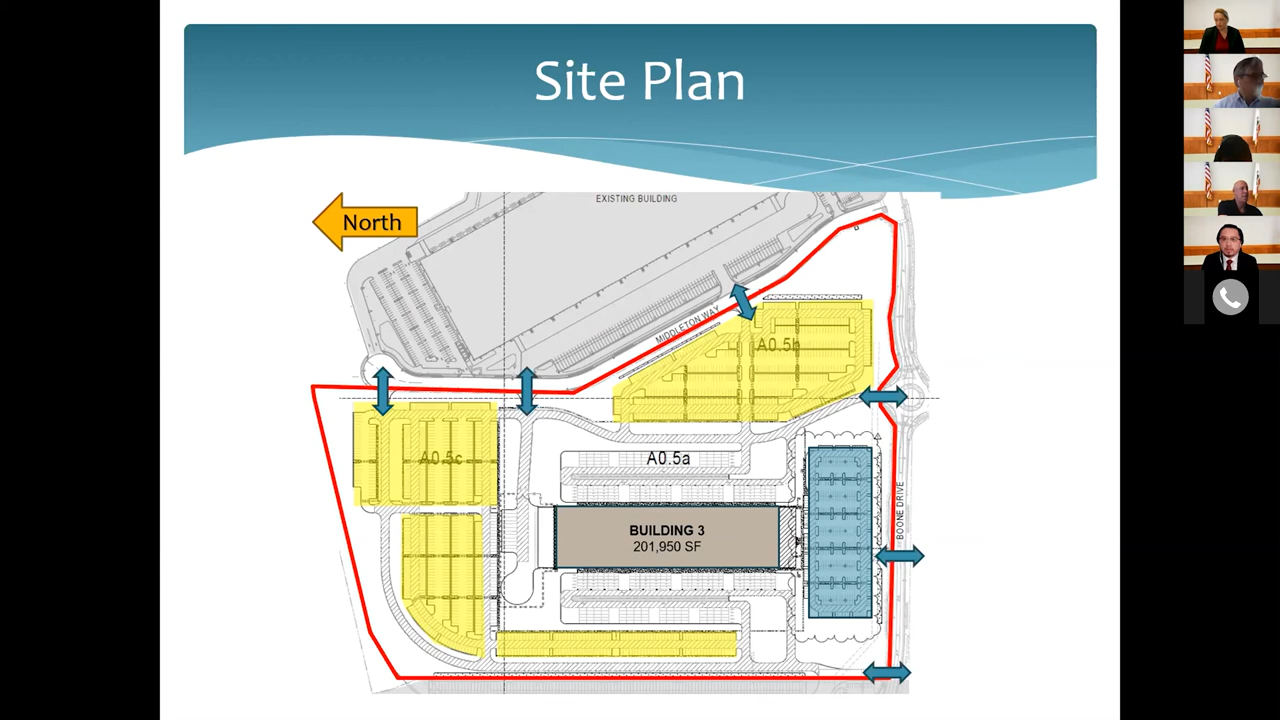 Site Plan
EXISTING BUILDING
North
MIDDLETON WAY
A0.5b
A0.5c
A0.5a
BOONE DRIVE
BUILDING 3
201,950 SF